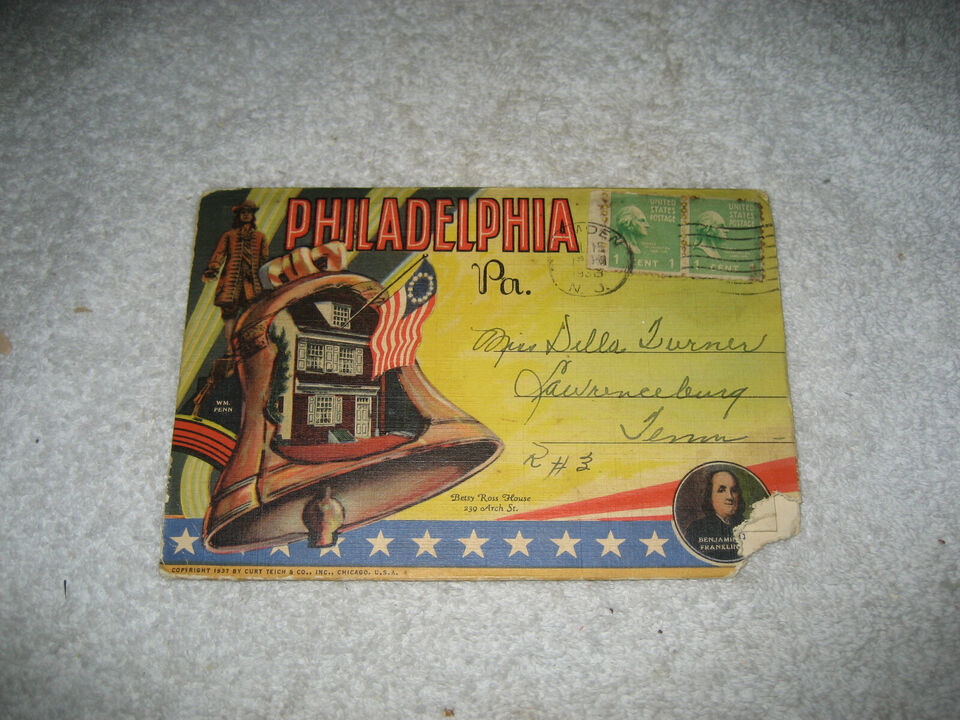 PHILADELPHIA
Pa.
MDEN
N. J.
UNITED
STATES
POSTAGE
1 CENT 1
UNITED
STATES
POSTAGE
1 CENT
Miss Della Turner
Lawrenceburg
Tenn
R #3
WM.
PENN
Betsy Ross House
239 Arch St.
BENJAMIN
FRANKLIN
COPYRIGHT 1937 BY CURT TEICH & CO., INC., CHICAGO, U.S.A.